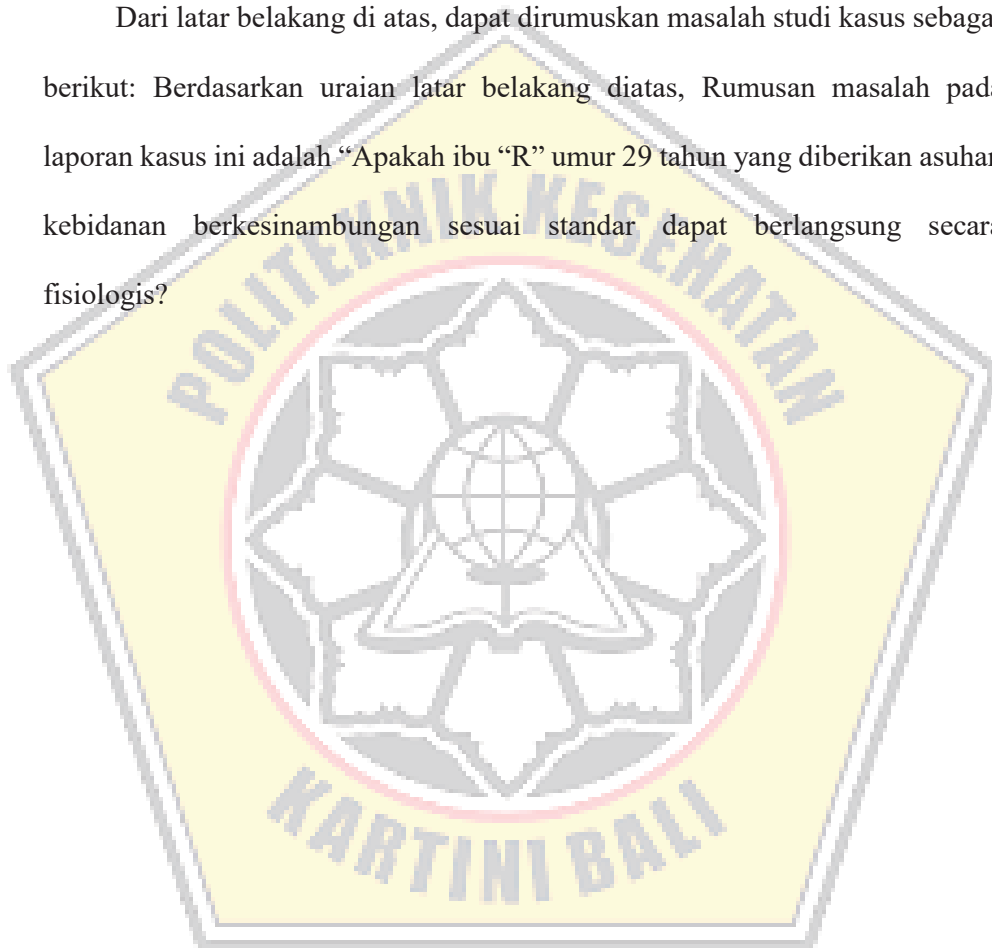 Dari latar belakang di atas, dapat dirumuskan masalah studi kasus sebaga
berikut: Berdasarkan uraian latar belakang diatas, Rumusan masalah pada
laporan kasus ini adalah “Apakah ibu “R” umur 29 tahun yang diberikan asuhan
kebidanan berkesinambungan sesuai standar dapat berlangsung secara
fisiologis?
POLITEKNIK KESEHATAN
KARTINI BALI